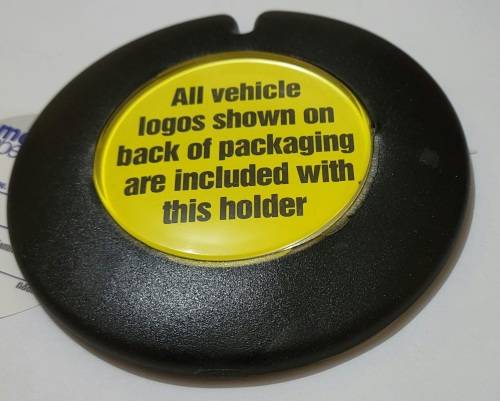 All vehicle
logos shown on
back of packaging
are included with
this holder